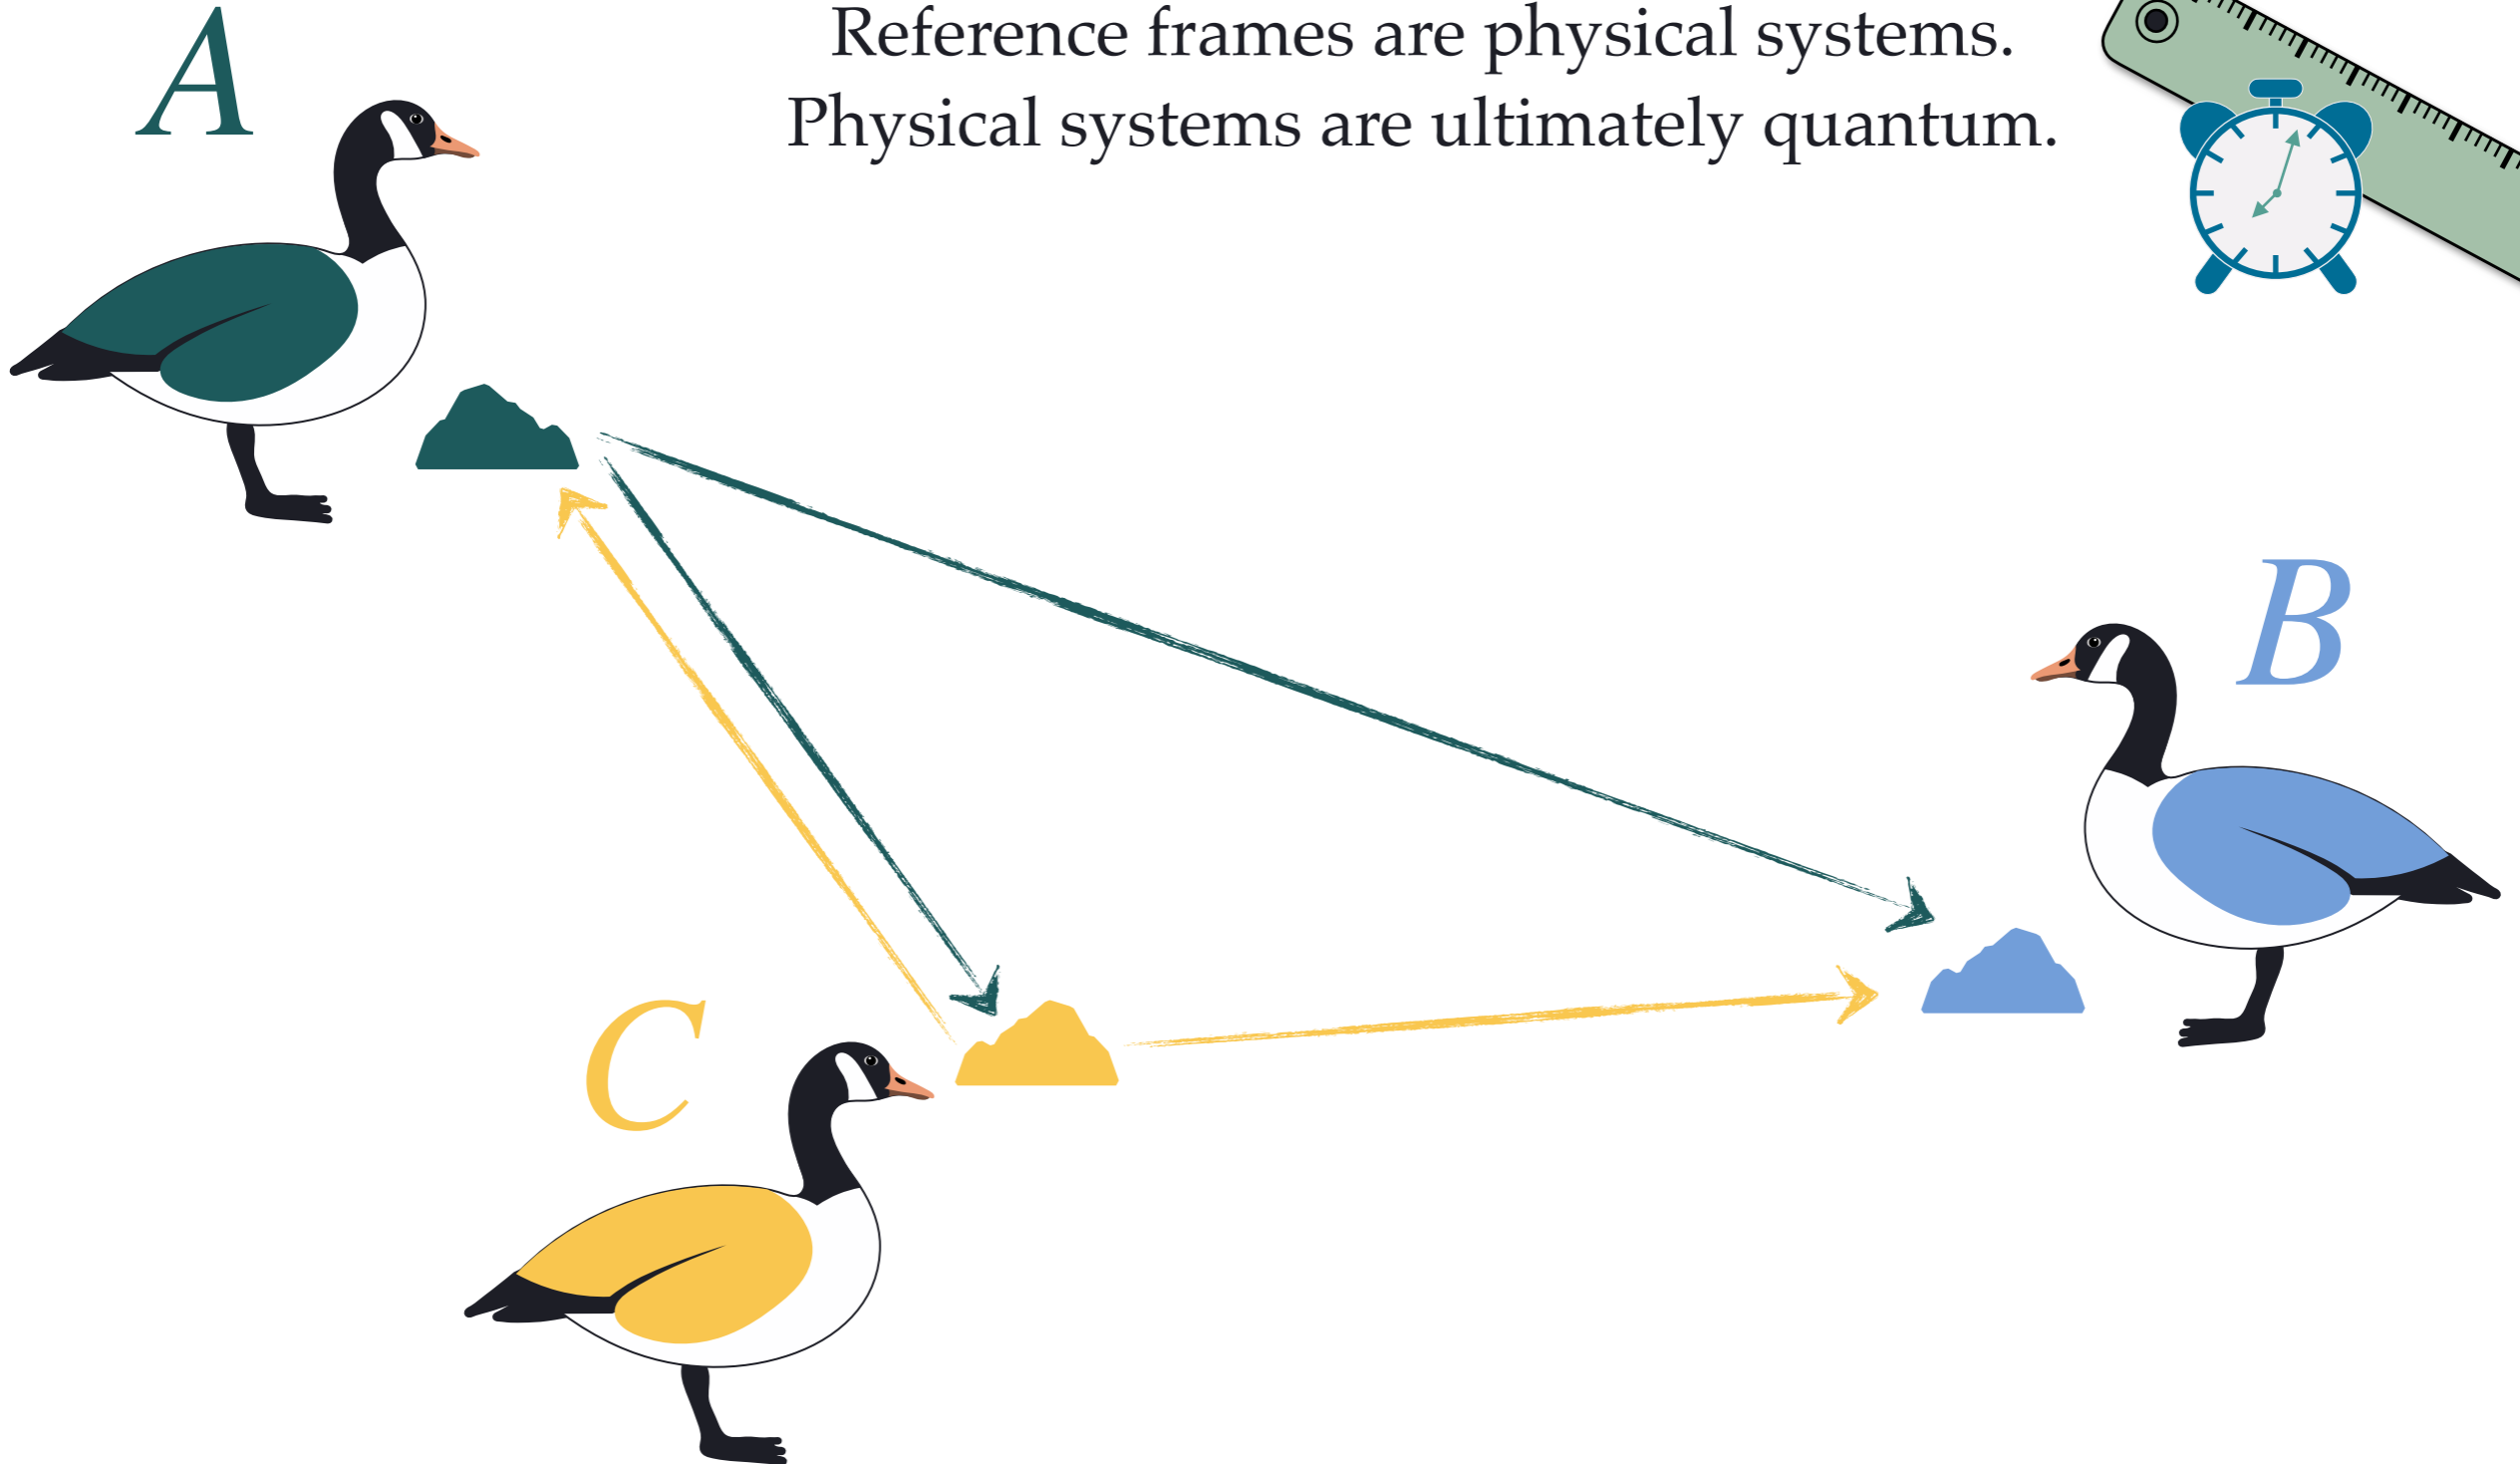 A
Reference frames are physical systems.
Physical systems are ultimately quantum.
B
C